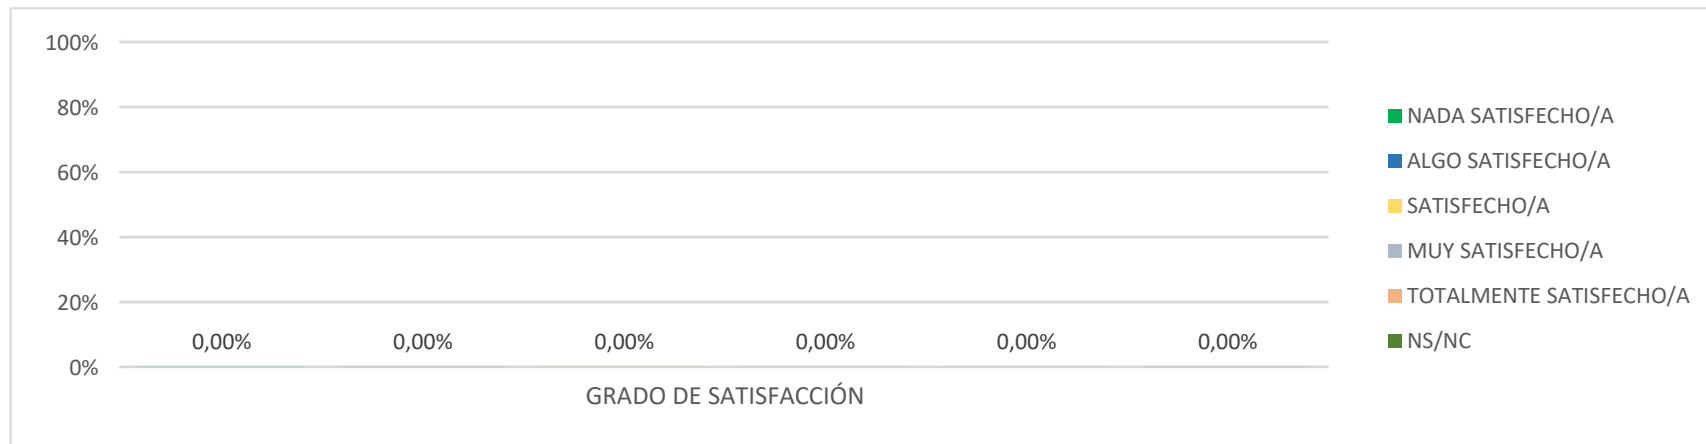 100%
80%
60%
40%
20%
0%
0,00% 0,00% 0,00% 0,00% 0,00% 0,00%
GRADO DE SATISFACCIÓN
NADA SATISFECHO/A
ALGO SATISFECHO/A
SATISFECHO/A
MUY SATISFECHO/A
TOTALMENTE SATISFECHO/A
NS/NC